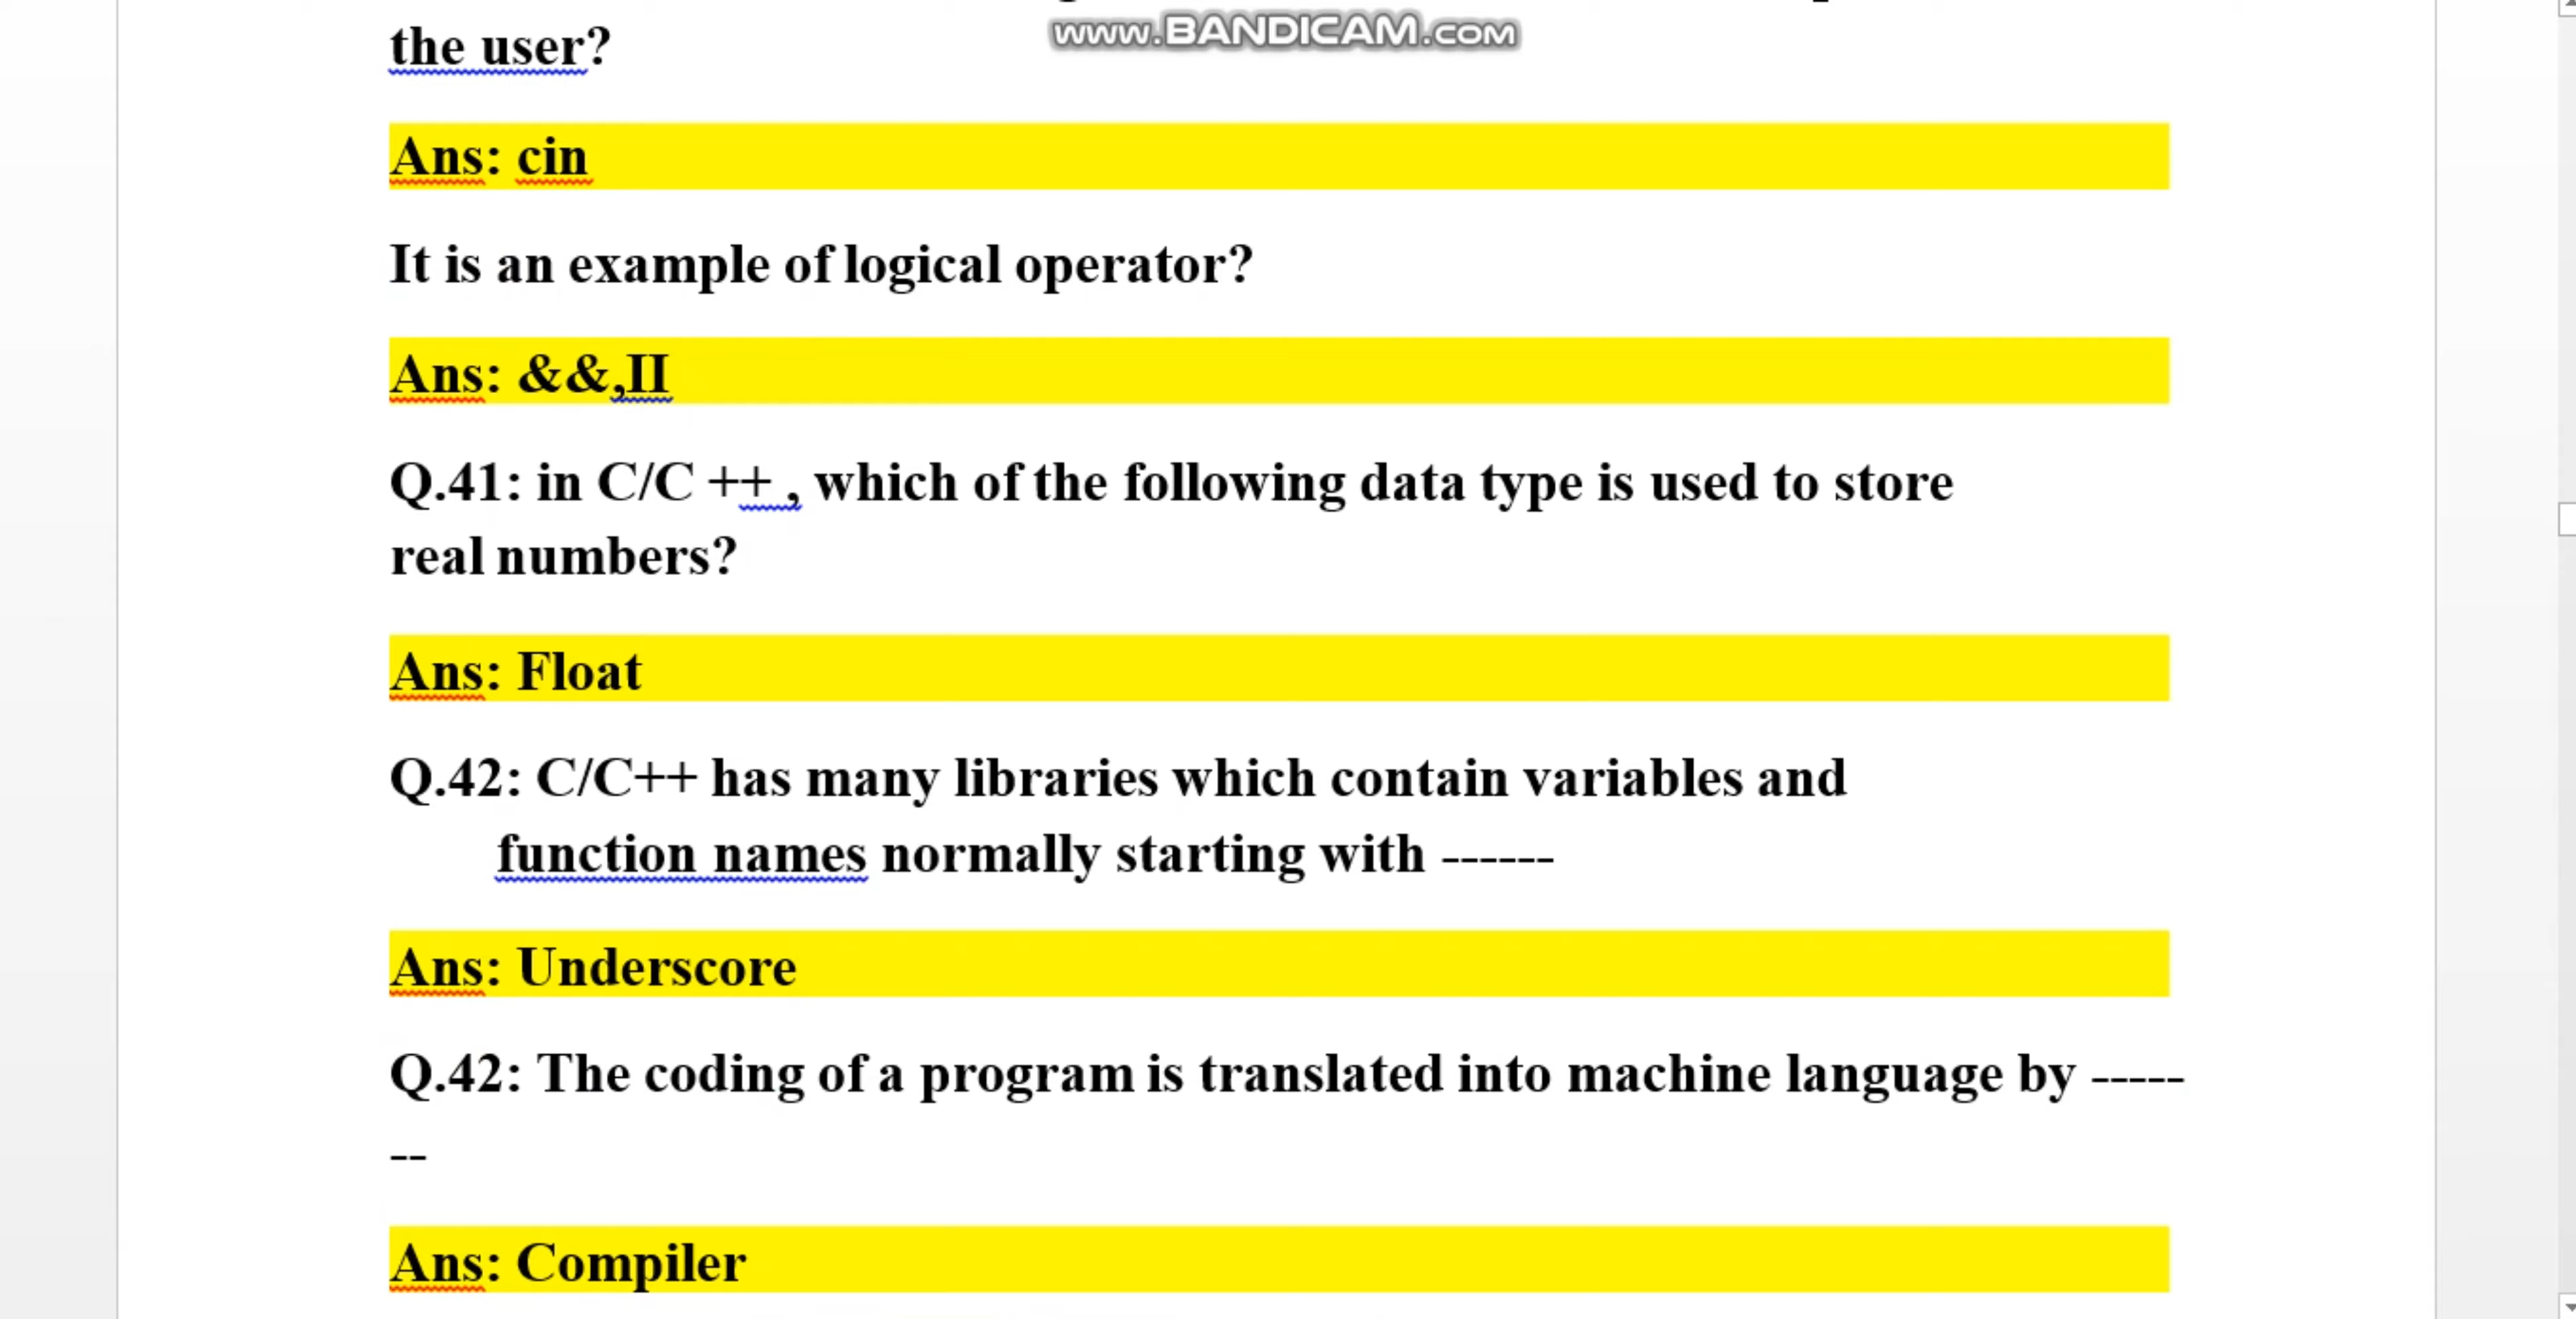 www.BANDICAM.com
the user?
Ans: cin
It is an example of logical operator?
Ans: &&,II
Q.41: in C/C ++ , which of the following data type is used to store
real numbers?
Ans: Float
Q.42: C/C++ has many libraries which contain variables and
function names normally starting with ------
Ans: Underscore
Q.42: The coding of a program is translated into machine language by -----
--
Ans: Compiler